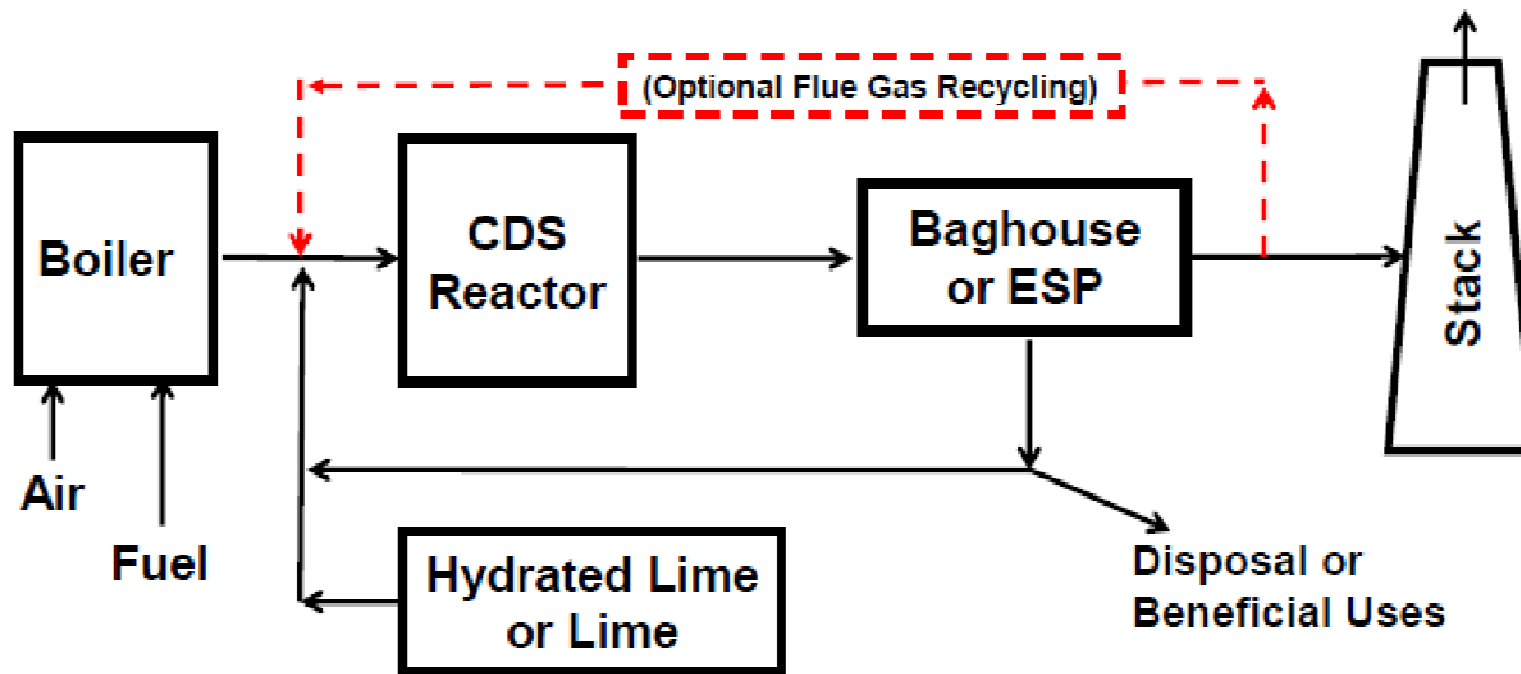 (Optional Flue Gas Recycling)
Boiler
CDS
Reactor
Baghouse
or ESP
Stack
Air
Fuel
Hydrated Lime
or Lime
Disposal or
Beneficial Uses